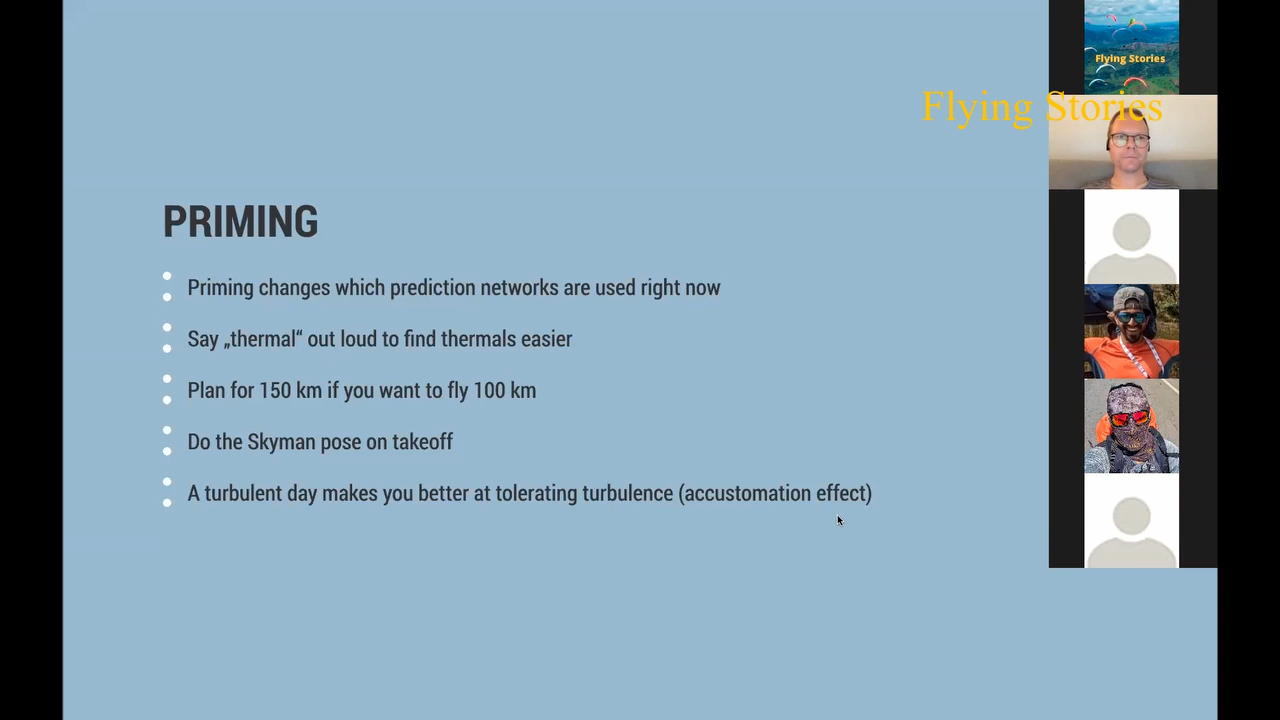 Flying Stories
Flying Stories
PRIMING
Priming changes which prediction networks are used right now
Say „thermal“ out loud to find thermals easier
Plan for 150 km if you want to fly 100 km
Do the Skyman pose on takeoff
A turbulent day makes you better at tolerating turbulence (accustomation effect)